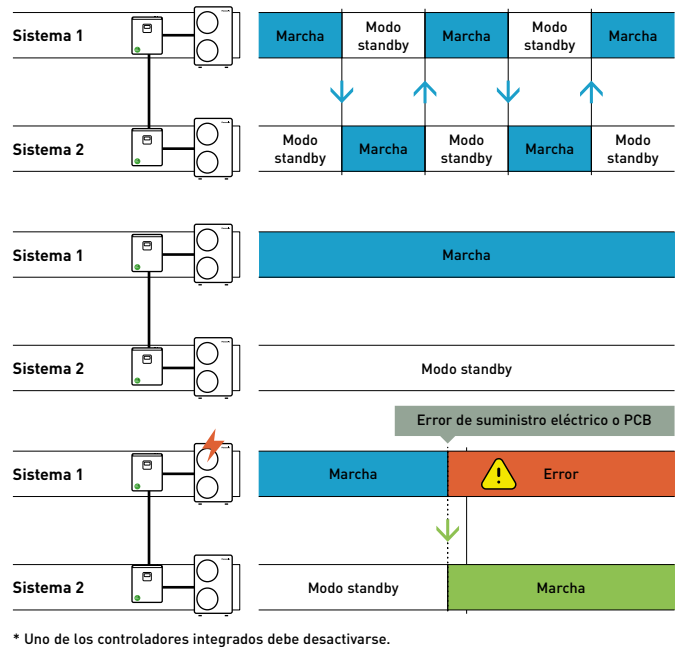 Sistema 1
Marcha
Modo
standby
Marcha
Modo
standby
Marcha
Sistema 2
Modo
standby
Marcha
Modo
standby
Marcha
Modo
standby
Sistema 1
Marcha
Sistema 2
Modo standby
Error de suministro eléctrico o PCB
Sistema 1
Marcha
! Error
Sistema 2
Modo standby
Marcha
* Uno de los controladores integrados debe desactivarse.